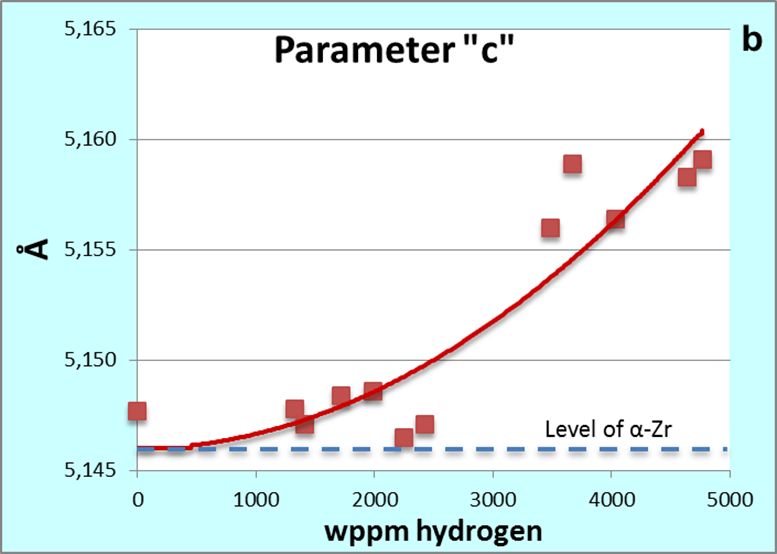 Parameter "c"
b
5,165
5,160
5,155
5,150
5,145
Å
Level of α-Zr
0 1000 2000 3000 4000 5000
wppm hydrogen